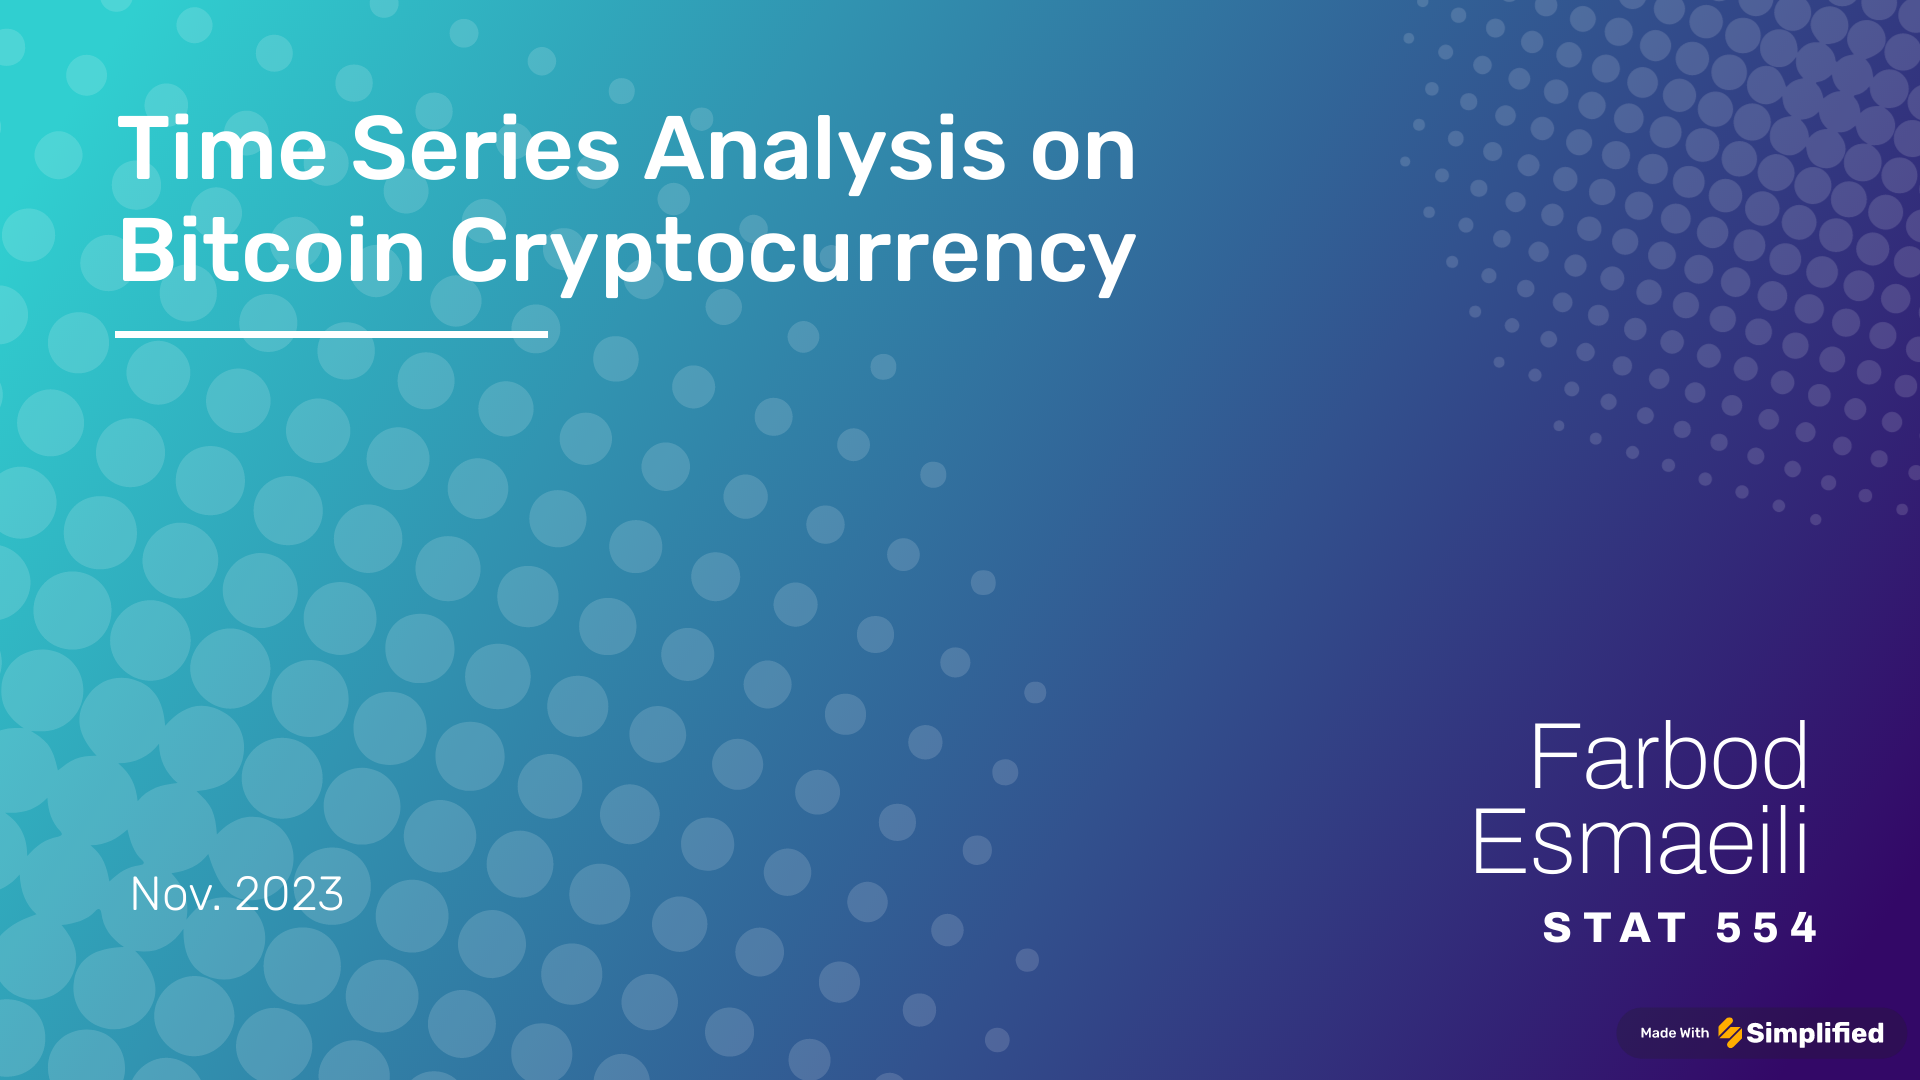 Time Series Analysis on
Bitcoin Cryptocurrency
Nov. 2023
Farbod
Esmaeili
STAT 554
Made With Simplified